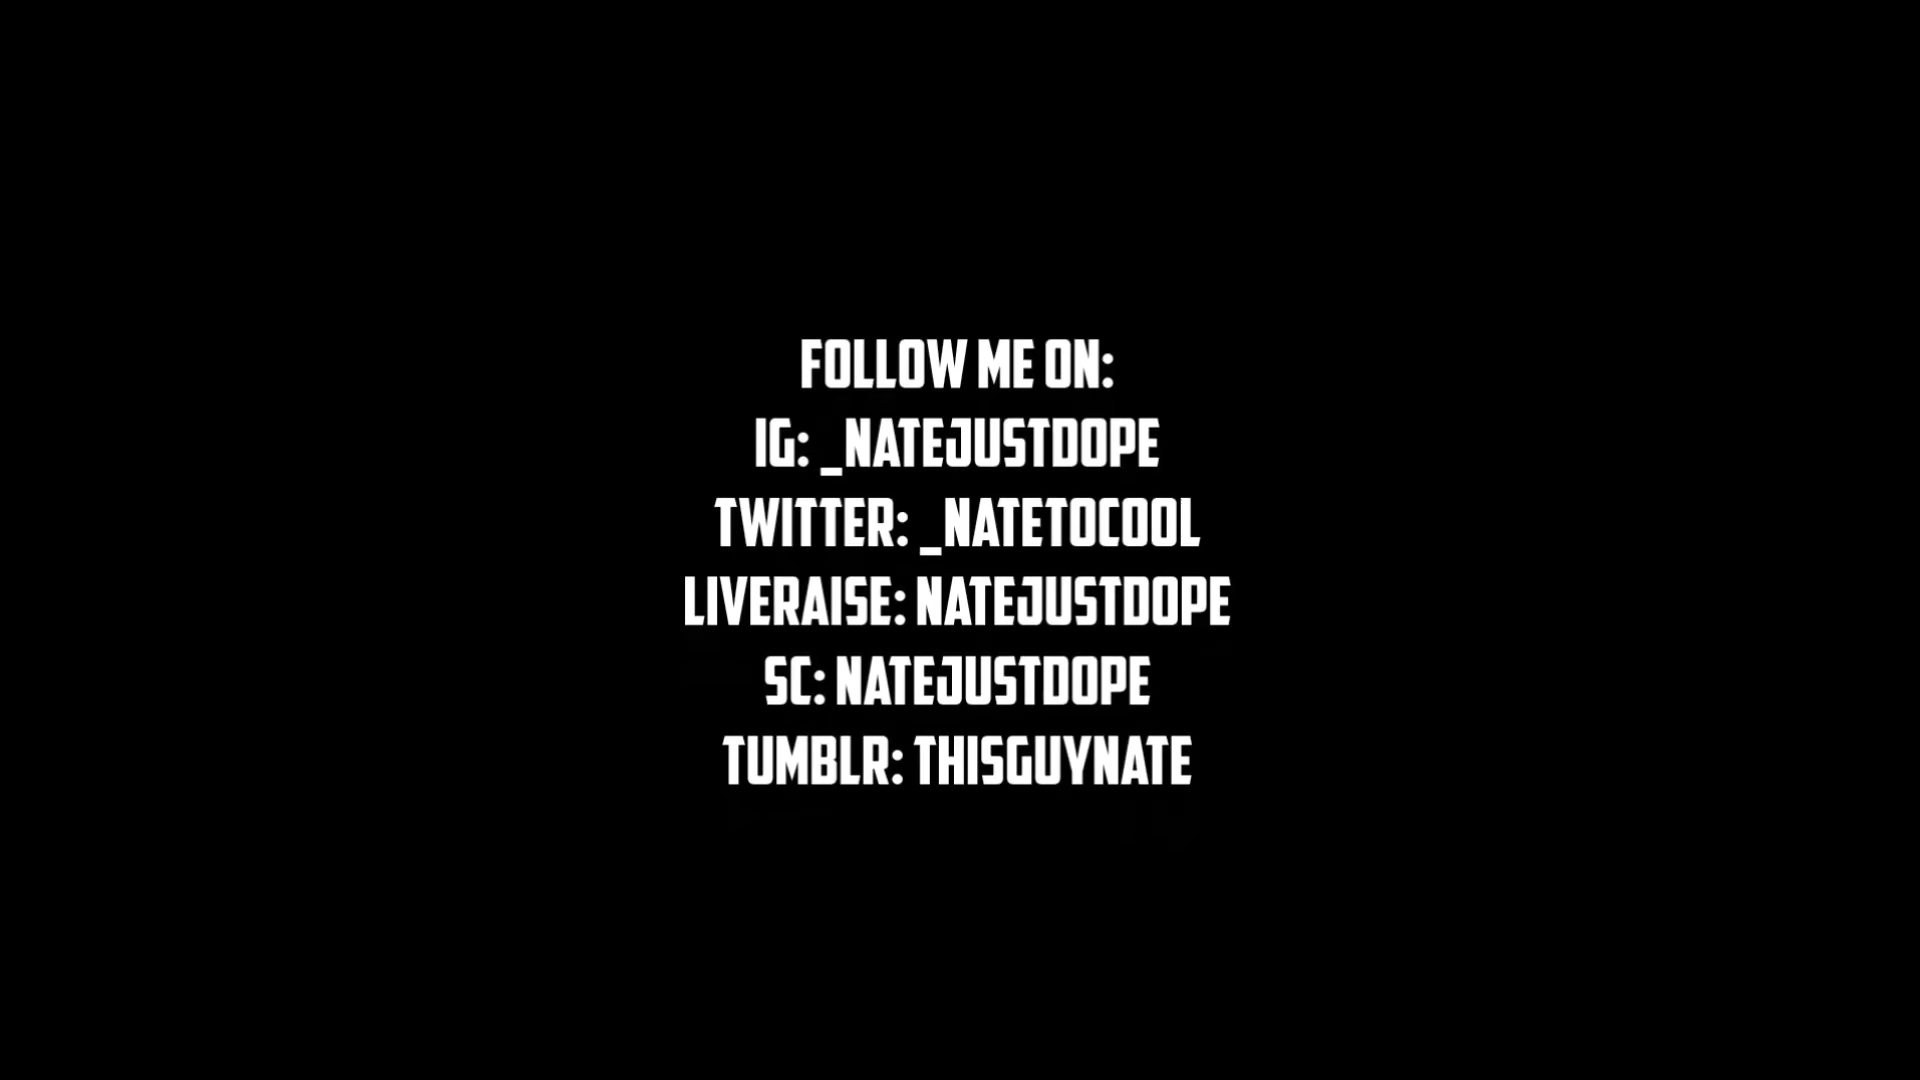 FOLLOW ME ON:
IG: _NATEJUSTDOPE
TWITTER: _NATETOCOOL
LIVERAISE: NATEJUSTDOPE
SC: NATEJUSTDOPE
TUMBLR: THISGUYNATE